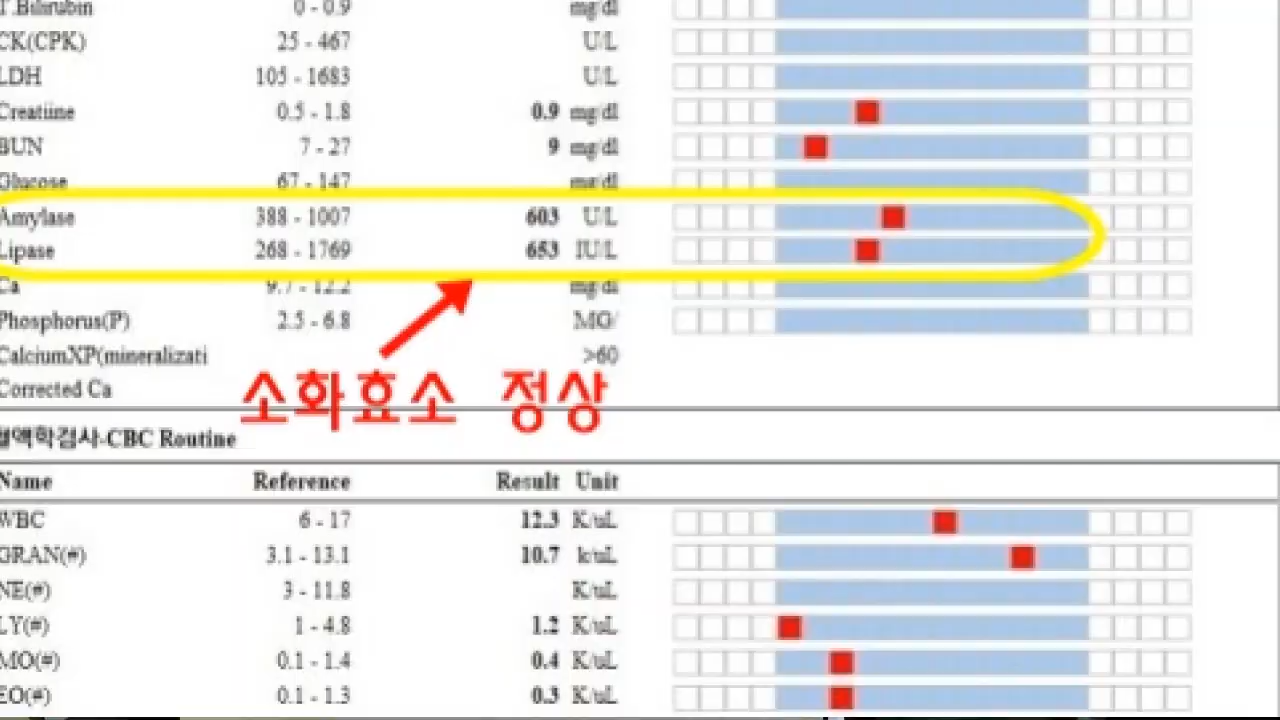 T.Bilirubin 0 - 0.9 mg/dl
CK(CPK) 25 - 467 U/L
LDH 105 - 1683 U/L
Creatiine 0.5 - 1.8 0.9 mg/dl
BUN 7 - 27 9 mg/dl
Glucose 67 - 147 mg/dl
Amylase 388 - 1007 603 U/L
Lipase 268 - 1769 653 IU/L
Ca 9.7 - 12.2 mg/dl
Phosphorus(P) 2.5 - 6.8 MG/
CalciumXP(mineralizati >60
Corrected Ca
소화효소 정상
혈액학검사-CBC Routine
Name Reference Result Unit
WBC 6 - 17 12.3 K/uL
GRAN(#) 3.1 - 13.1 10.7 k/uL
NE(#) 3 - 11.8 K/uL
LY(#) 1 - 4.8 1.2 K/uL
MO(#) 0.1 - 1.4 0.4 K/uL
EO(#) 0.1 - 1.3 0.3 K/uL